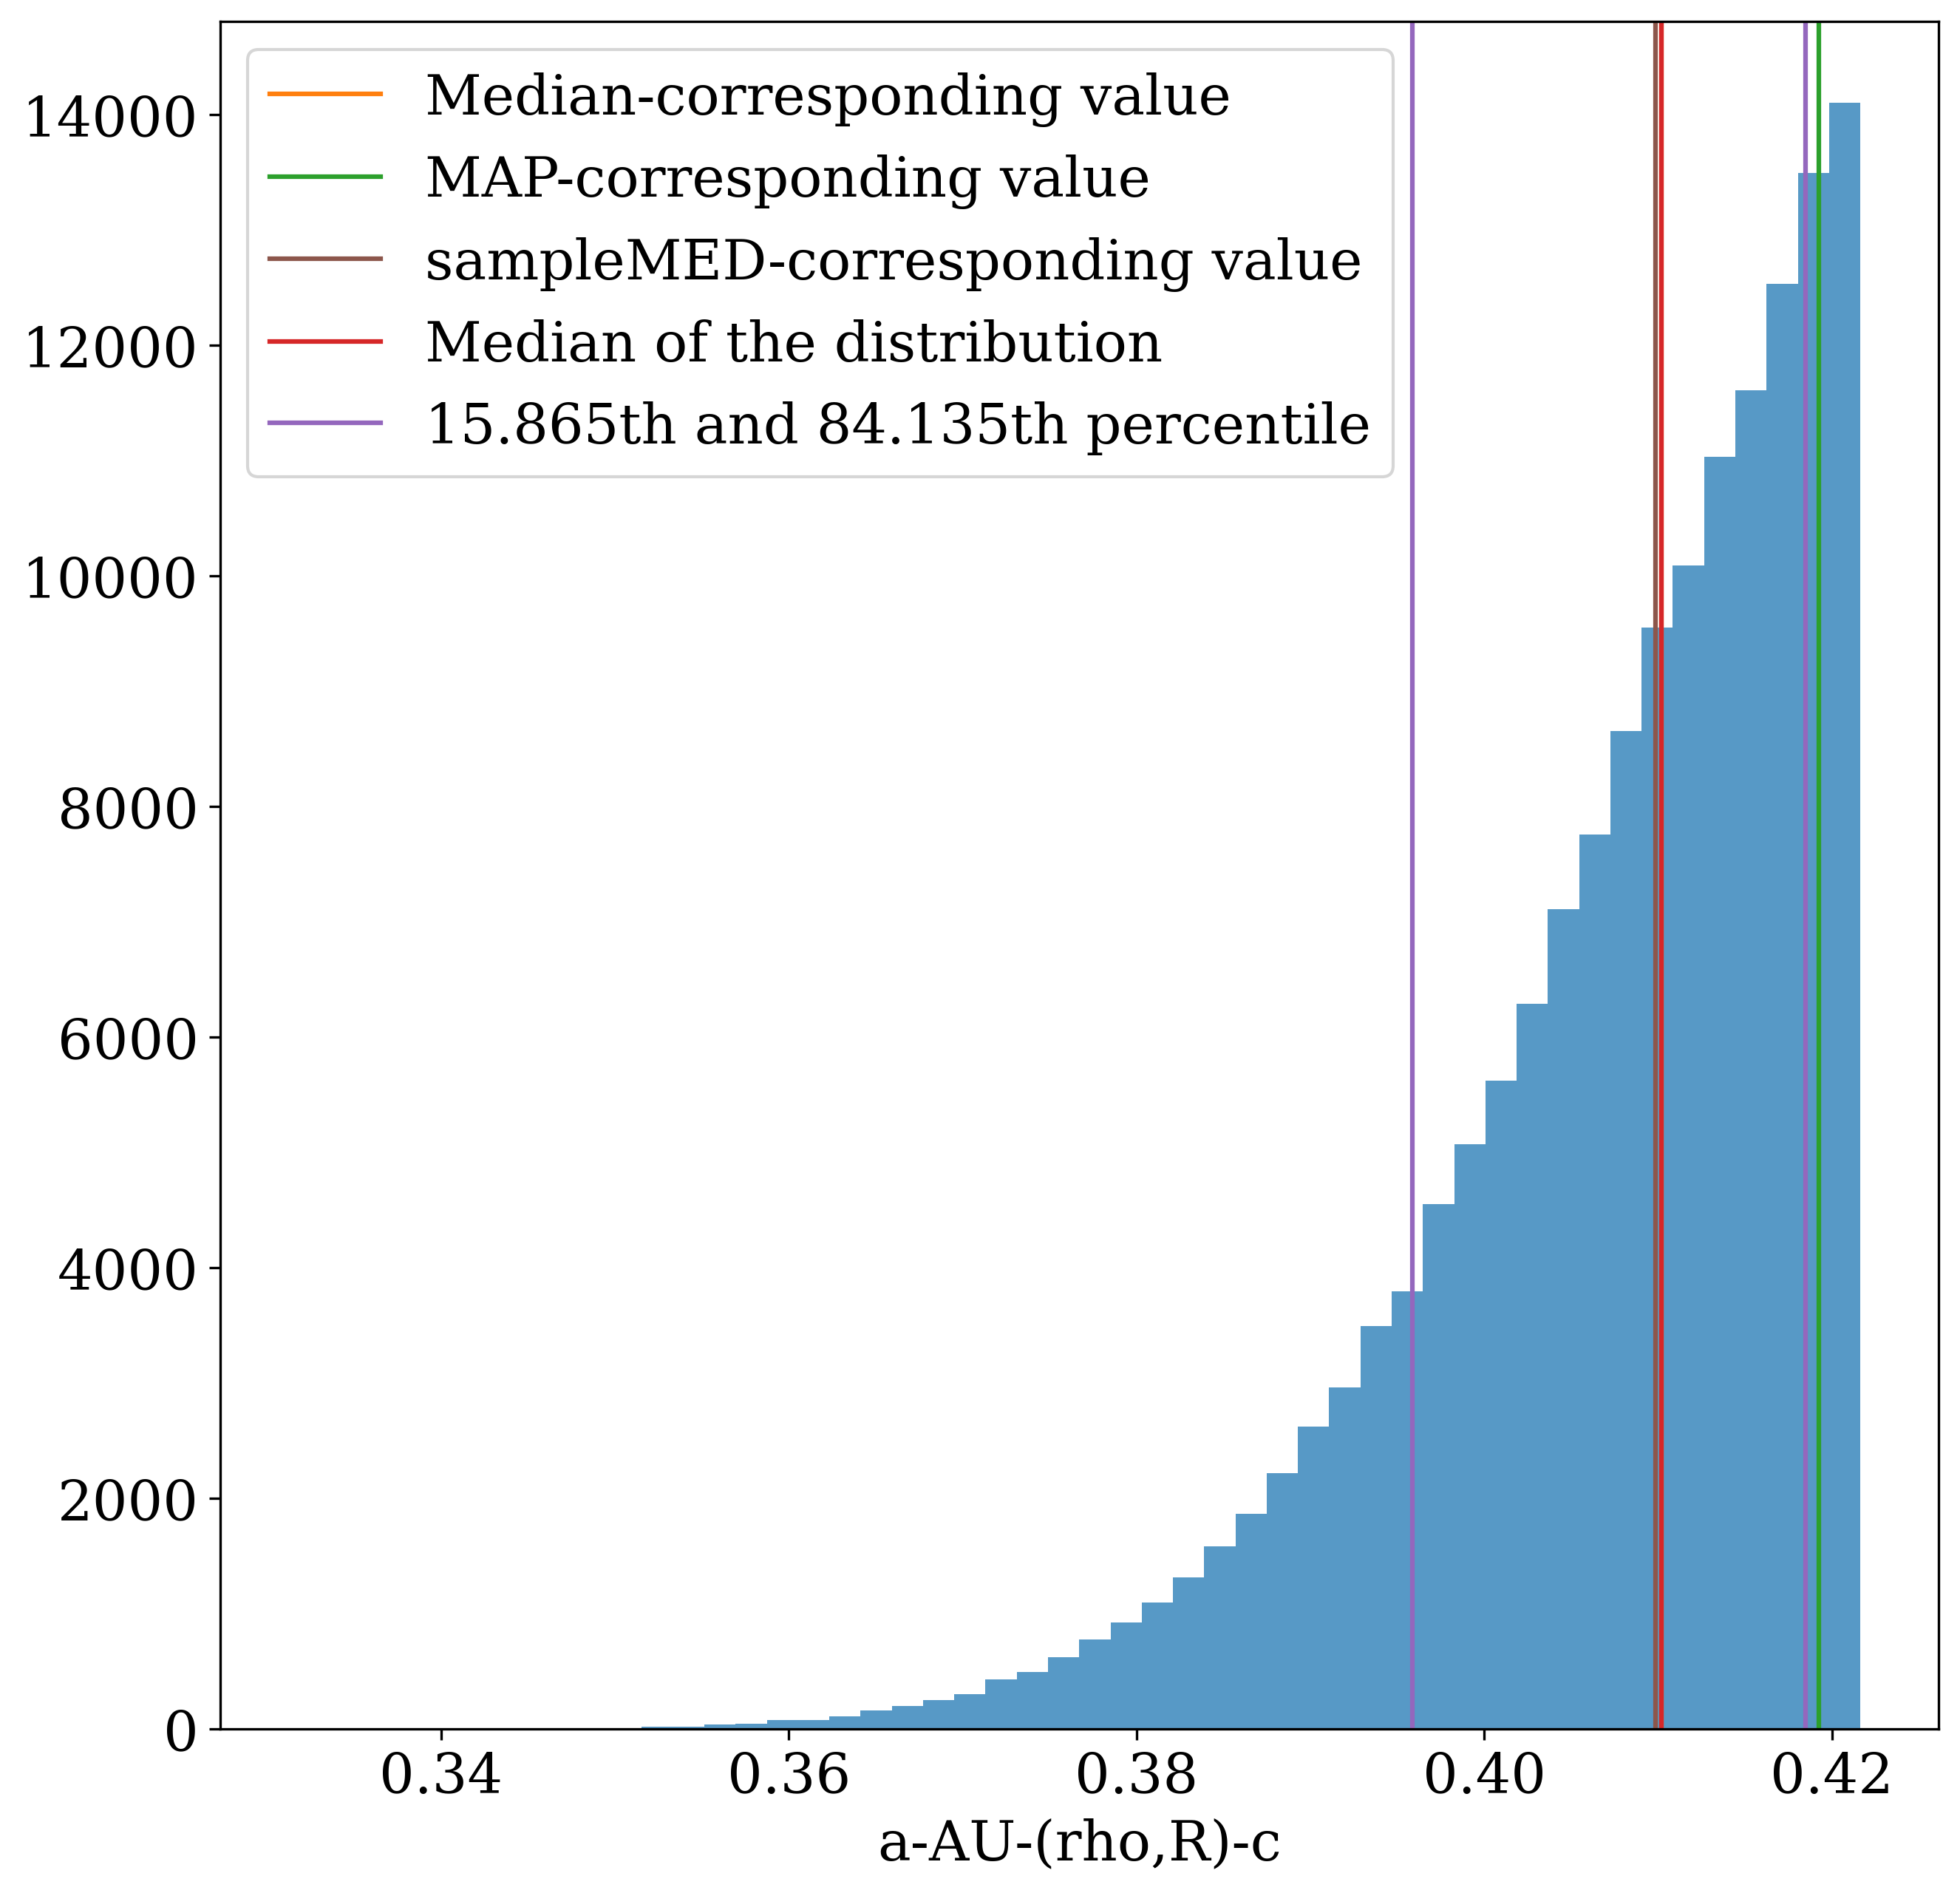 14000
12000
10000
8000
6000
4000
2000
0
Median-corresponding value
MAP-corresponding value
sampleMED-corresponding value
Median of the distribution
15.865th and 84.135th percentile
0.34 0.36 0.38 0.40 0.42
a-AU-(rho,R)-c